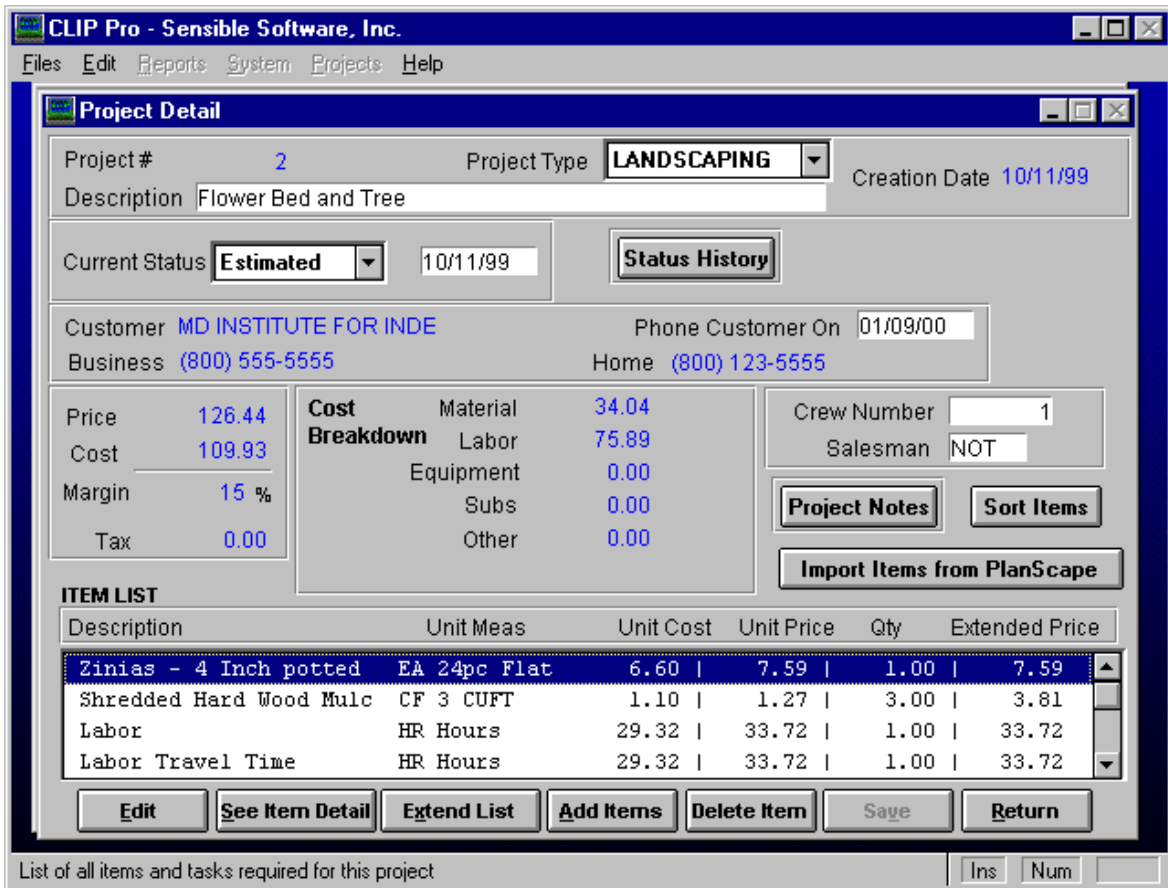 CLIP Pro - Sensible Software, Inc.
Files Edit Reports System Projects Help
Project Detail
Project # 2 Project Type LANDSCAPING Creation Date 10/11/99
Description Flower Bed and Tree
Current Status Estimated 10/11/99 Status History
Customer MD INSTITUTE FOR INDE Phone Customer On 01/09/00
Business (800) 555-5555 Home (800) 123-5555
Price 126.44 Cost Material 34.04 Crew Number 1
Cost 109.93 Breakdown Labor 75.89 Salesman NOT
Margin 15 % Equipment 0.00
Subs 0.00 Project Notes Sort Items
Tax 0.00 Other 0.00
Import Items from PlanScape
ITEM LIST
Description Unit Meas Unit Cost Unit Price Qty Extended Price
Zinias - 4 Inch potted EA 24pc Flat 6.60 | 7.59 | 1.00 | 7.59
Shredded Hard Wood Mulc CF 3 CUFT 1.10 | 1.27 | 3.00 | 3.81
Labor HR Hours 29.32 | 33.72 | 1.00 | 33.72
Labor Travel Time HR Hours 29.32 | 33.72 | 1.00 | 33.72
Edit See Item Detail Extend List Add Items Delete Item Save Return
List of all items and tasks required for this project Ins Num